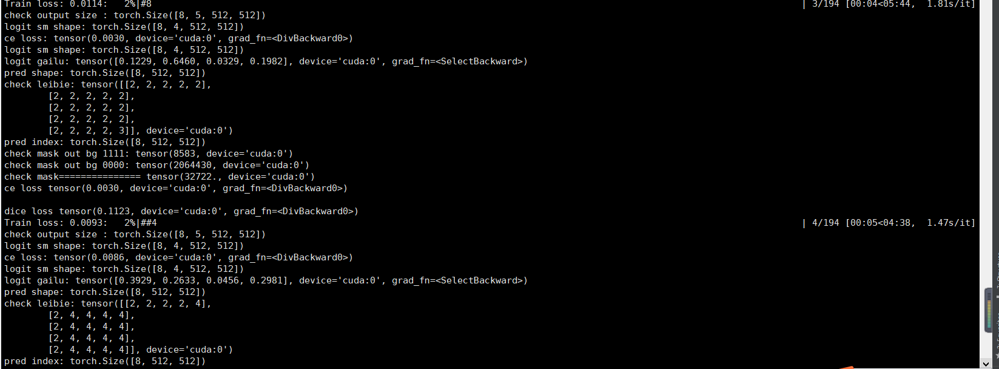 Train loss: 0.0114:   2%|#8 | 3/194 [00:04<05:44,  1.81s/it]
check output size : torch.Size([8, 5, 512, 512])
logit sm shape: torch.Size([8, 4, 512, 512])
ce loss: tensor(0.0030, device='cuda:0', grad_fn=<DivBackward0>)
logit sm shape: torch.Size([8, 4, 512, 512])
logit gailu: tensor([0.1229, 0.6460, 0.0329, 0.1982], device='cuda:0', grad_fn=<SelectBackward>)
pred shape: torch.Size([8, 512, 512])
check leibie: tensor([[2, 2, 2, 2, 2],
        [2, 2, 2, 2, 2],
        [2, 2, 2, 2, 2],
        [2, 2, 2, 2, 2],
        [2, 2, 2, 2, 3]], device='cuda:0')
pred index: torch.Size([8, 512, 512])
check mask out bg 1111: tensor(8583, device='cuda:0')
check mask out bg 0000: tensor(2064430, device='cuda:0')
check mask=============== tensor(32722., device='cuda:0')
ce loss tensor(0.0030, device='cuda:0', grad_fn=<DivBackward0>)
dice loss tensor(0.1123, device='cuda:0', grad_fn=<DivBackward0>)
Train loss: 0.0093:   2%|##4 | 4/194 [00:05<04:38,  1.47s/it]
check output size : torch.Size([8, 5, 512, 512])
logit sm shape: torch.Size([8, 4, 512, 512])
ce loss: tensor(0.0086, device='cuda:0', grad_fn=<DivBackward0>)
logit sm shape: torch.Size([8, 4, 512, 512])
logit gailu: tensor([0.3929, 0.2633, 0.0456, 0.2981], device='cuda:0', grad_fn=<SelectBackward>)
pred shape: torch.Size([8, 512, 512])
check leibie: tensor([[2, 2, 2, 2, 4],
        [2, 4, 4, 4, 4],
        [2, 4, 4, 4, 4],
        [2, 4, 4, 4, 4],
        [2, 4, 4, 4, 4]], device='cuda:0')
pred index: torch.Size([8, 512, 512])